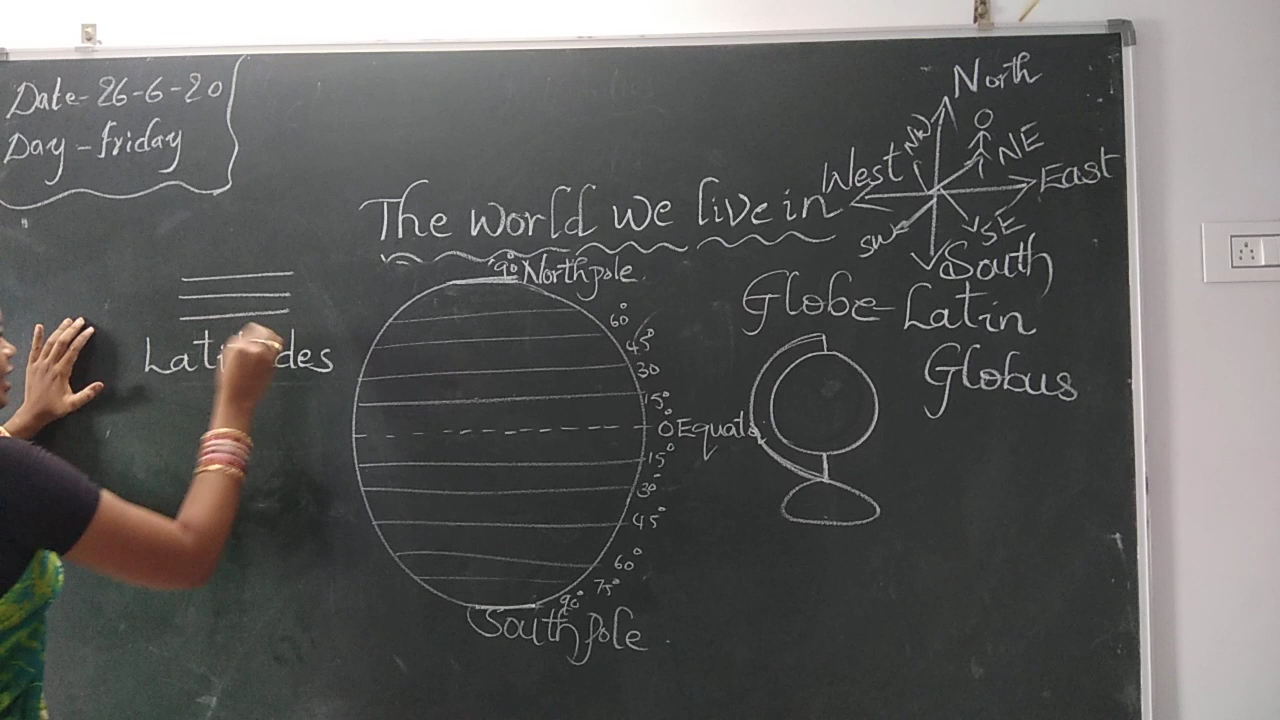 Date- 26-6-20
Day - Friday
North
NW
NE
West
East
SW
SE
South
The world we live in
90° North pole.
60°
45°
30
15°
0° Equator
15°
30°
45°
60°
75°
90°
South pole.
Latitudes
Globe - Latin
Globus